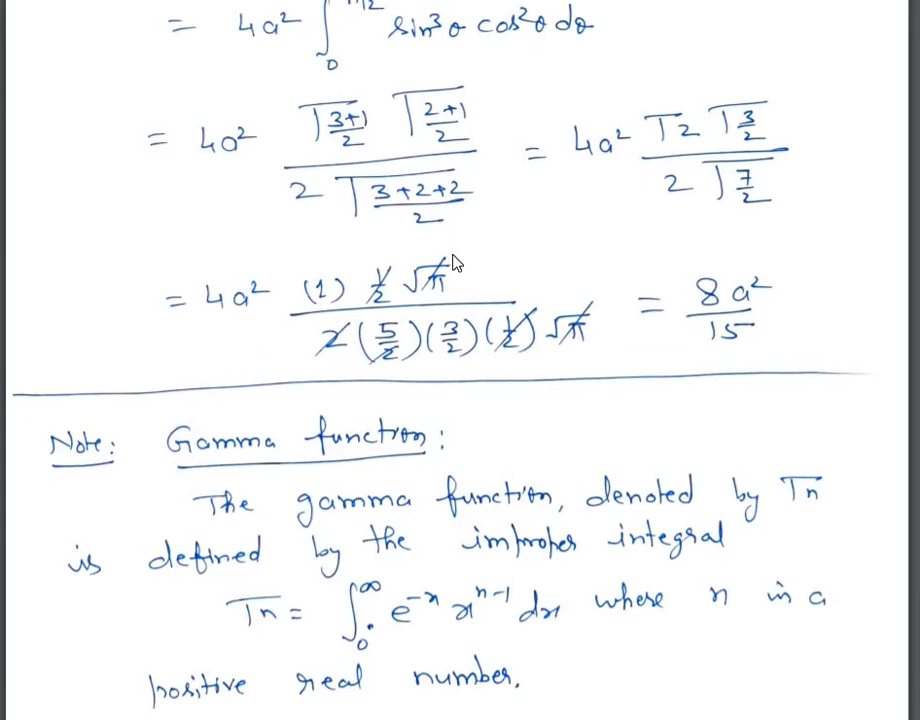 = 4a² ∫₀^π/2 sin³θ cos²θ dθ
= 4a² Γ(3+1)/2 Γ(2+1)/2 / 2 Γ(3+2+2)/2 = 4a² Γ2 Γ3/2 / 2 Γ7/2
= 4a² (1) 1/2 √π / 2(5/2)(3/2)(1/2)√π = 8a²/15
Note: Gamma function:
The gamma function, denoted by Γn
is defined by the improper integral
Γn = ∫₀^∞ e^-x x^n-1 dx where n in a
positive real number.